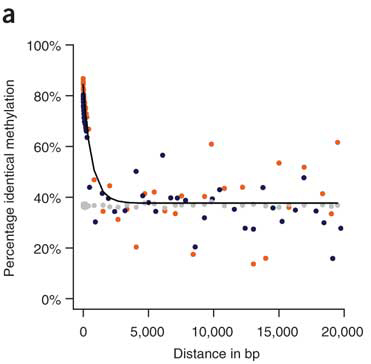 a
Percentage identical methylation
100%
80%
60%
40%
20%
0%
0 5,000 10,000 15,000 20,000
Distance in bp